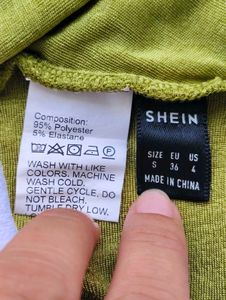 Composition:
95% Polyester
5% Elastane
WASH WITH LIKE
COLORS. MACHINE
WASH COLD.
GENTLE CYCLE. DO
NOT BLEACH.
TUMBLE DRY LOW.
SHEIN
SIZE EU US
S 36 4
MADE IN CHINA